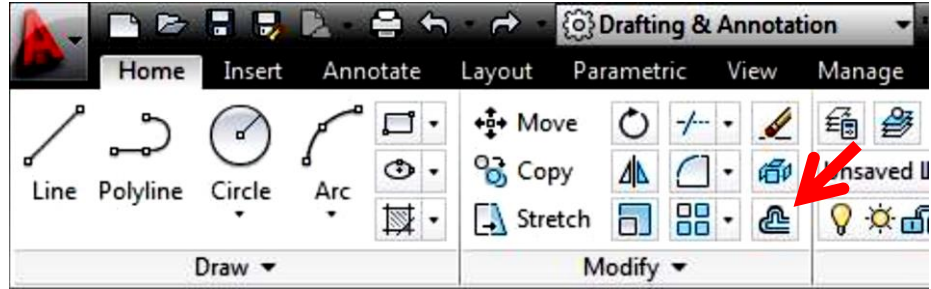 Drafting & Annotation
Home Insert Annotate Layout Parametric View Manage
Move
Copy
Line Polyline Circle Arc
Stretch
Draw Modify